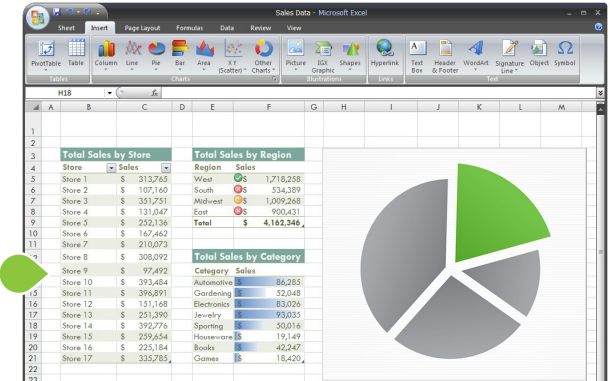 Sales Data - Microsoft Excel
Sheet Insert Page Layout Formulas Data Review View
PivotTable Table Column Line Pie Bar Area X Y (Scatter) Other Charts Picture IGX Graphic Shapes Hyperlink Text Box Header & Footer WordArt Signature Line Object Symbol
Tables Charts Illustrations Links Text
H18 fx
A B C D E F G H I J K L M
1
2
3 Total Sales by Store Total Sales by Region
4 Store Sales Region Sales
5 Store 1 $ 313,765 West $ 1,718,258
6 Store 2 $ 107,160 South $ 534,389
7 Store 3 $ 351,751 Midwest $ 1,009,268
8 Store 4 $ 131,047 East $ 900,431
9 Store 5 $ 252,136 Total $ 4,162,346
10 Store 6 $ 167,462
11 Store 7 $ 210,073
Store 8 $ 308,092 Total Sales by Category
Store 9 $ 97,492 Category Sales
Store 10 $ 393,484 Automotive $ 86,285
15 Store 11 $ 396,891 Gardening $ 52,048
16 Store 12 $ 151,168 Electronics $ 83,026
17 Store 13 $ 251,390 Jewelry $ 93,035
18 Store 14 $ 392,776 Sporting $ 50,016
19 Store 15 $ 259,654 Houseware $ 19,149
20 Store 16 $ 225,184 Books $ 42,247
21 Store 17 $ 335,785 Games $ 18,420
22
23